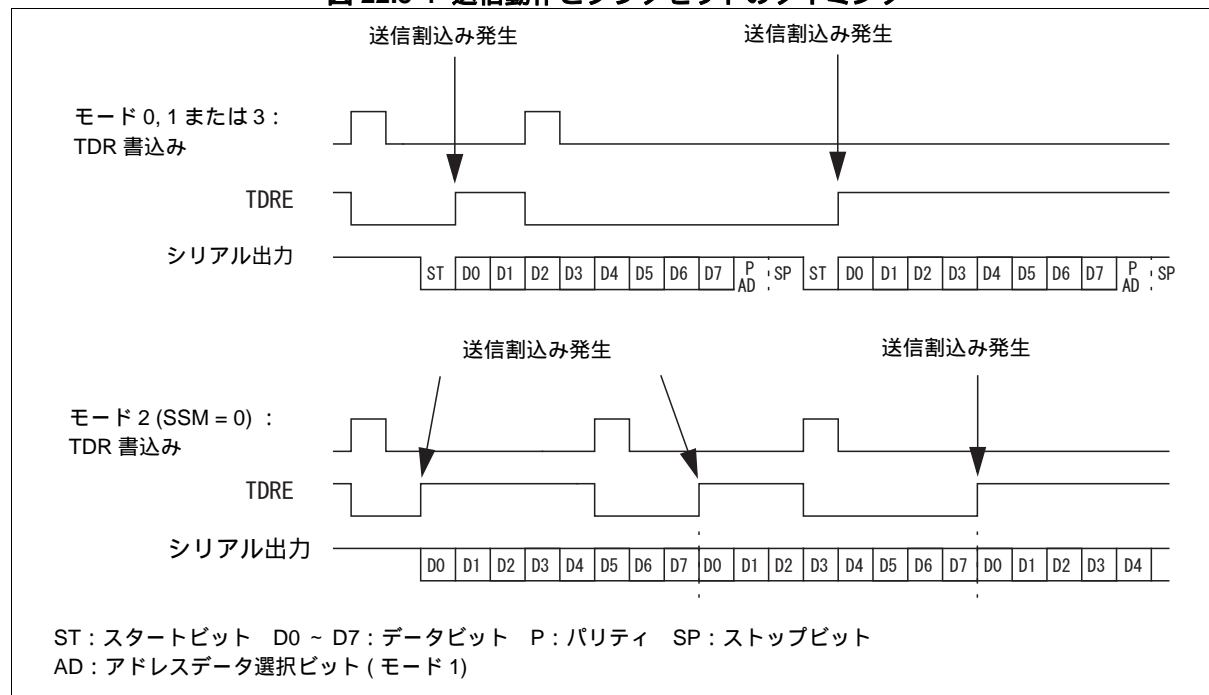 送信割込み発生 送信割込み発生
モード 0, 1 または 3 :
TDR 書込み
TDRE
シリアル出力
ST D0 D1 D2 D3 D4 D5 D6 D7 P AD SP ST D0 D1 D2 D3 D4 D5 D6 D7 P AD SP
送信割込み発生 送信割込み発生
モード 2 (SSM = 0) :
TDR 書込み
TDRE
シリアル出力
D0 D1 D2 D3 D4 D5 D6 D7 D0 D1 D2 D3 D4 D5 D6 D7 D0 D1 D2 D3 D4
ST : スタートビット D0 ~ D7 : データビット P : パリティ SP : ストップビット
AD : アドレスデータ選択ビット ( モード 1)